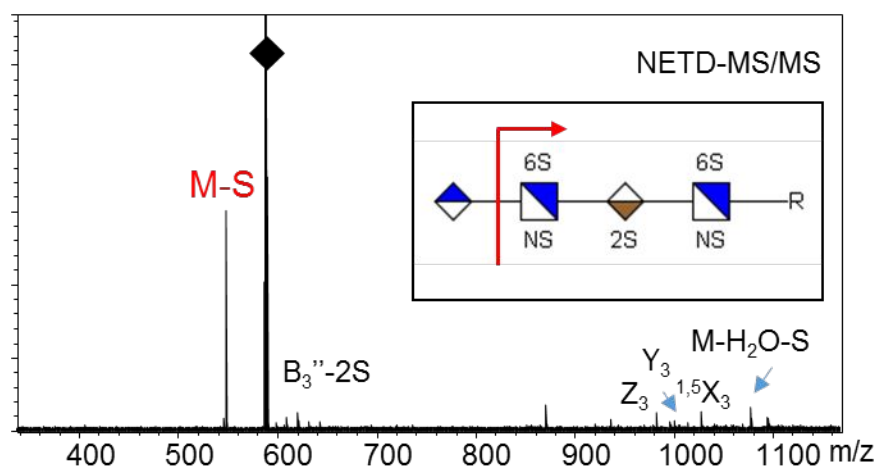 NETD-MS/MS
6S 6S
M-S
R
NS 2S NS
B₃’’-2S
M-H₂O-S
Y₃
Z₃ ¹,⁵X₃
400 500 600 700 800 900 1000 1100 m/z